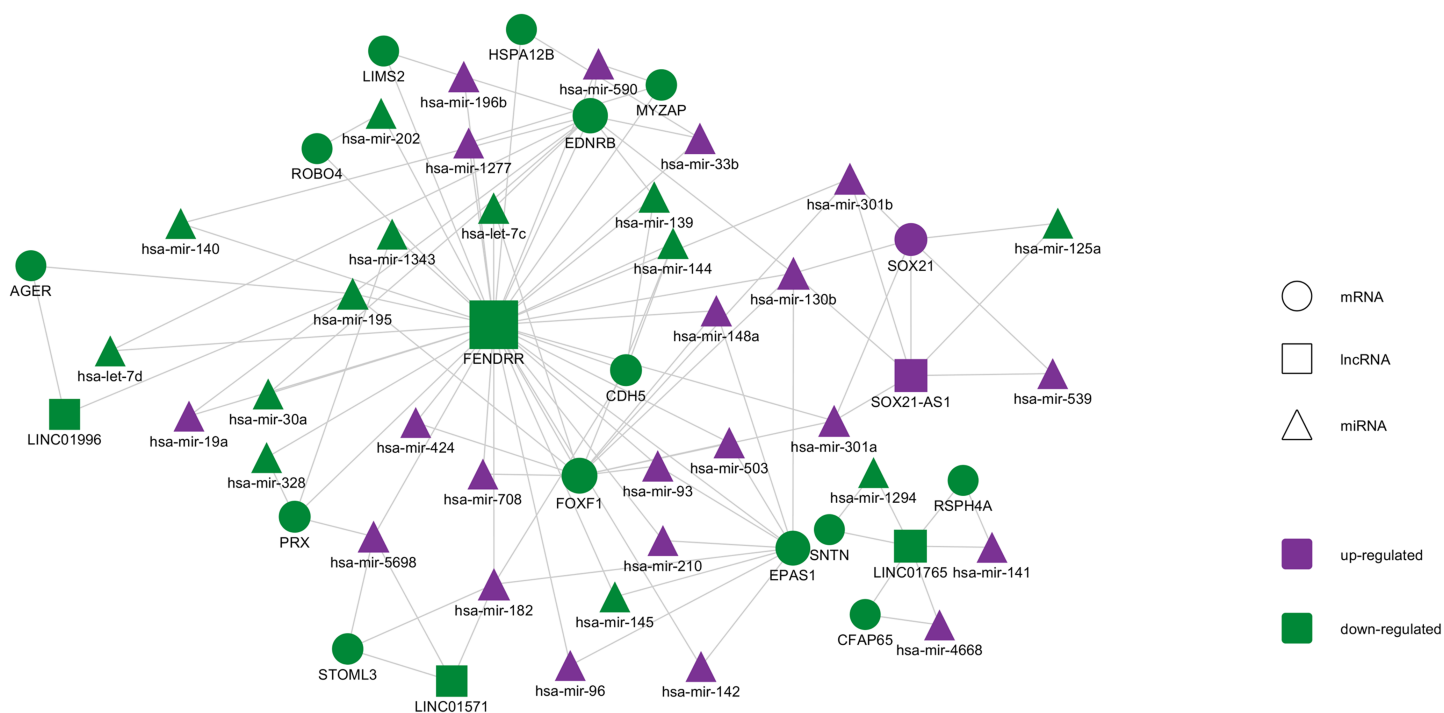 HSPA12B
LIMS2
hsa-mir-590
hsa-mir-196b
MYZAP
hsa-mir-202
EDNRB
hsa-mir-33b
hsa-mir-1277
ROBO4
hsa-mir-301b
hsa-mir-139
hsa-let-7c
hsa-mir-140
hsa-mir-1343
hsa-mir-125a
SOX21
hsa-mir-144
AGER
hsa-mir-130b
mRNA
hsa-mir-195
hsa-mir-148a
FENDRR
lncRNA
hsa-let-7d
CDH5
SOX21-AS1
hsa-mir-539
hsa-mir-30a
miRNA
LINC01996
hsa-mir-19a
hsa-mir-424
hsa-mir-301a
hsa-mir-503
hsa-mir-328
hsa-mir-708
FOXF1
hsa-mir-93
hsa-mir-1294
RSPH4A
PRX
SNTN
up-regulated
hsa-mir-5698
hsa-mir-210
EPAS1
LINC01765
hsa-mir-141
hsa-mir-182
hsa-mir-145
down-regulated
CFAP65
hsa-mir-4668
STOML3
hsa-mir-96
hsa-mir-142
LINC01571